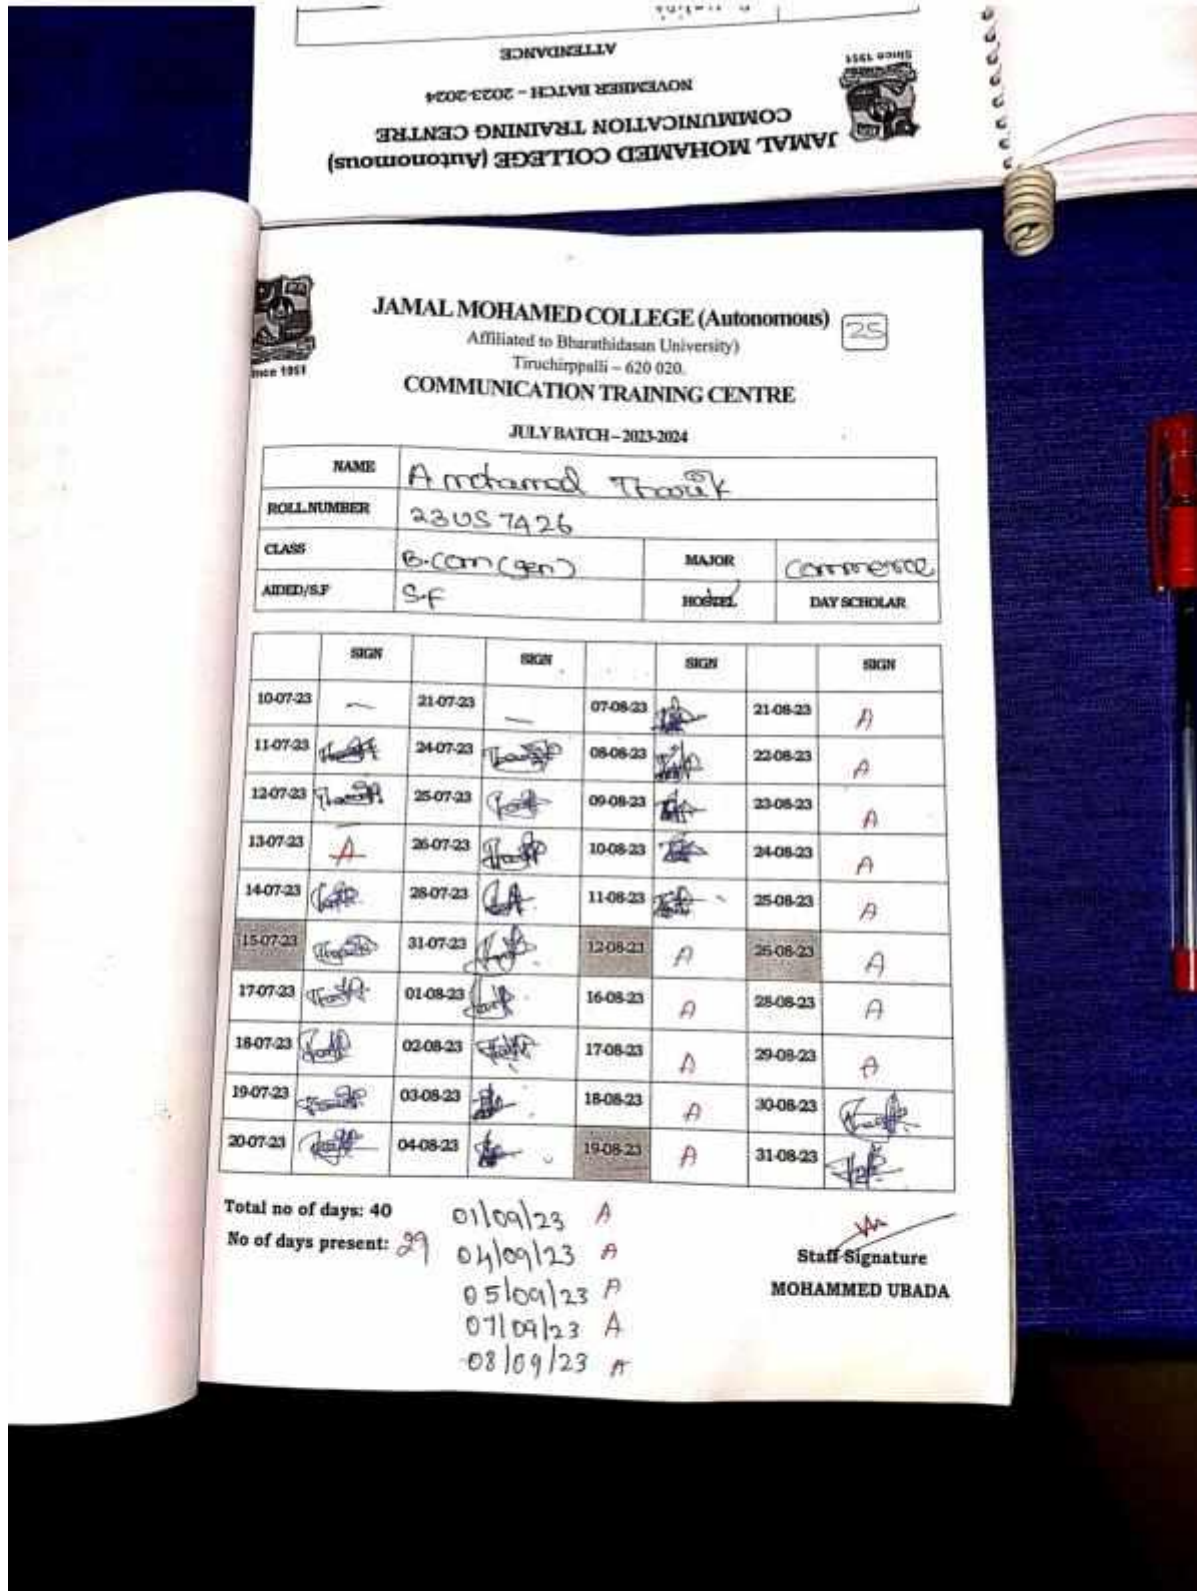 ATTENDANCE
NOVEMBER BATCH – 2023-2024
COMMUNICATION TRAINING CENTRE
JAMAL MOHAMED COLLEGE (Autonomous)
Since 1951
JAMAL MOHAMED COLLEGE (Autonomous) 25
Affiliated to Bharathidasan University)
Tiruchirppalli – 620 020.
nce 1951
COMMUNICATION TRAINING CENTRE
JULY BATCH – 2023-2024
NAME A mohamed Thowfik
ROLL NUMBER 23US7A26
CLASS B.com (gen) MAJOR Commerce
AIDED/S.F S.F HOSTEL DAY SCHOLAR
SIGN SIGN SIGN SIGN
10-07-23 – 21-07-23 – 07-08-23 21-08-23 A
11-07-23 24-07-23 08-08-23 22-08-23 A
12-07-23 25-07-23 09-08-23 23-08-23 A
13-07-23 A 26-07-23 10-08-23 24-08-23 A
14-07-23 28-07-23 11-08-23 25-08-23 A
15-07-23 31-07-23 12-08-23 A 26-08-23 A
17-07-23 01-08-23 16-08-23 A 28-08-23 A
18-07-23 02-08-23 17-08-23 A 29-08-23 A
19-07-23 03-08-23 18-08-23 A 30-08-23
20-07-23 04-08-23 19-08-23 A 31-08-23
Total no of days: 40 01/09/23 A
No of days present: 29 04/09/23 A Staff Signature
05/09/23 A MOHAMMED UBADA
07/09/23 A
08/09/23 A